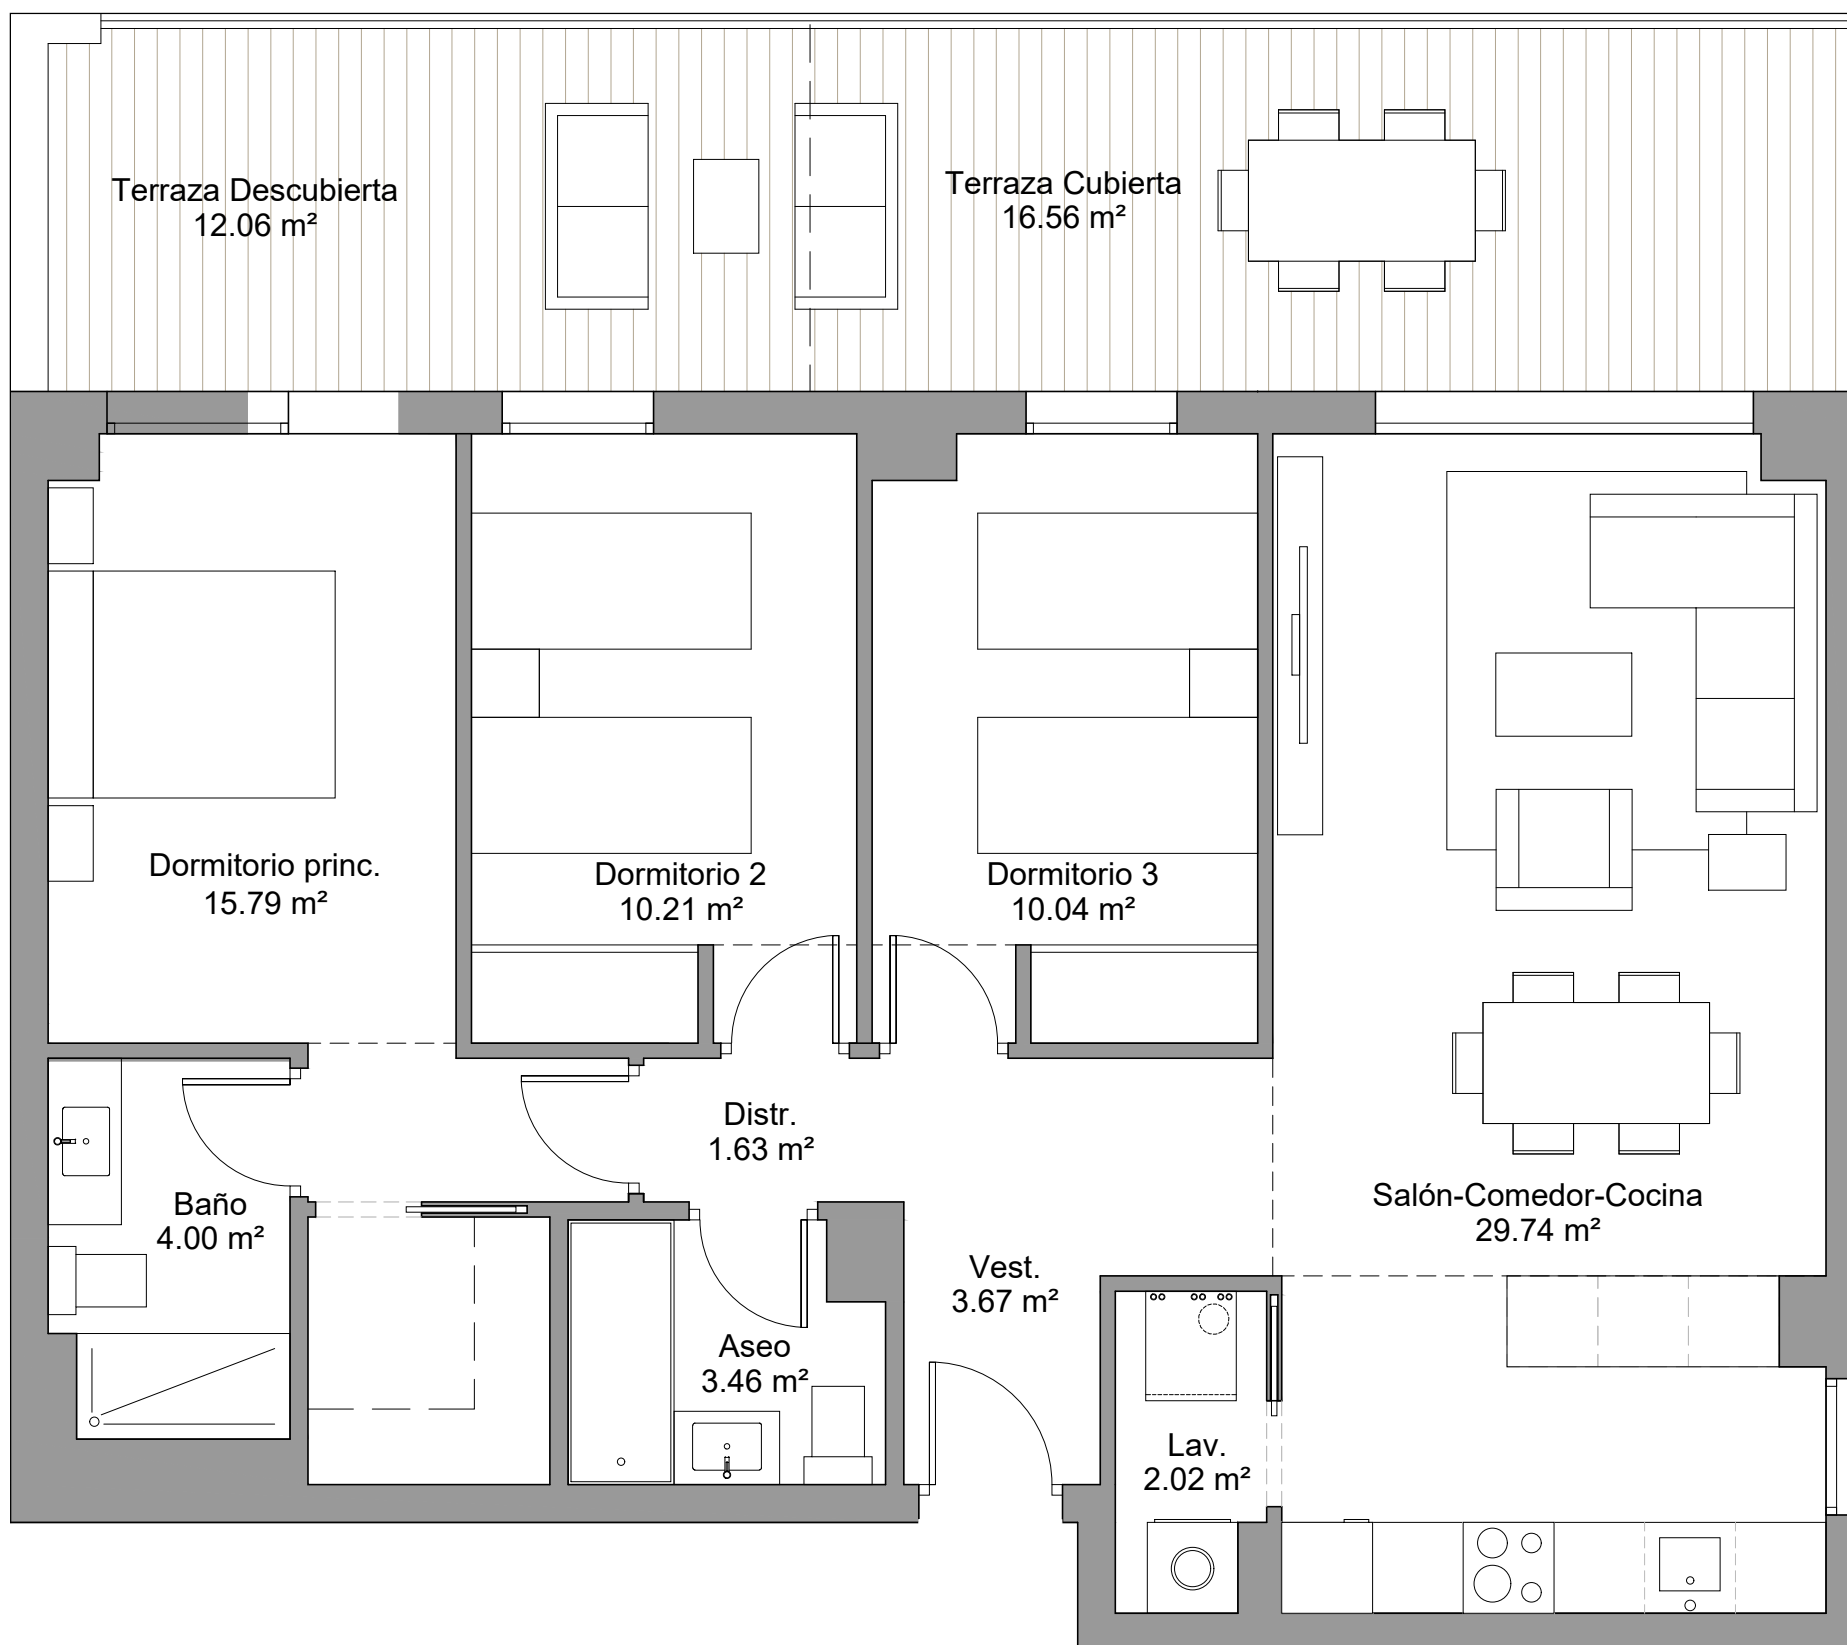 Terraza Descubierta
12.06 m²
Terraza Cubierta
16.56 m²
Dormitorio princ.
15.79 m²
Dormitorio 2
10.21 m²
Dormitorio 3
10.04 m²
Distr.
1.63 m²
Baño
4.00 m²
Salón-Comedor-Cocina
29.74 m²
Vest.
3.67 m²
Aseo
3.46 m²
Lav.
2.02 m²